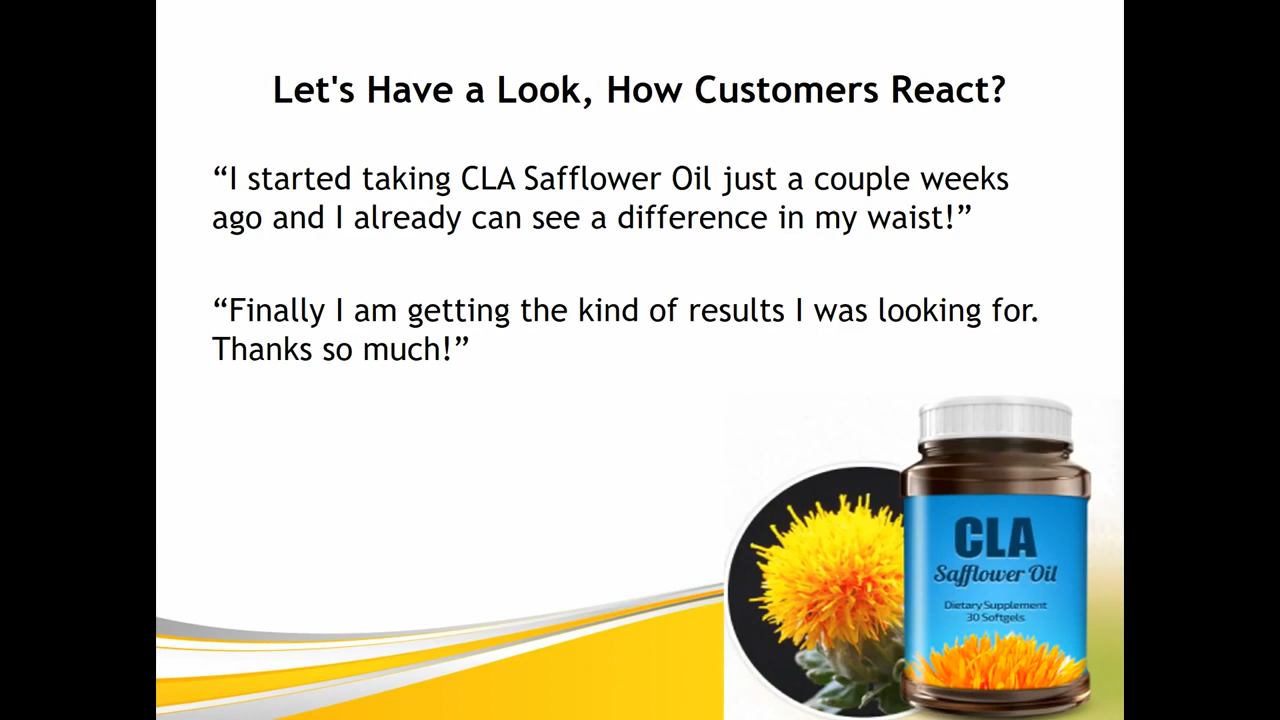 Let's Have a Look, How Customers React?
“I started taking CLA Safflower Oil just a couple weeks
ago and I already can see a difference in my waist!”
“Finally I am getting the kind of results I was looking for.
Thanks so much!”
CLA
Safflower Oil
Dietary Supplement
30 Softgels